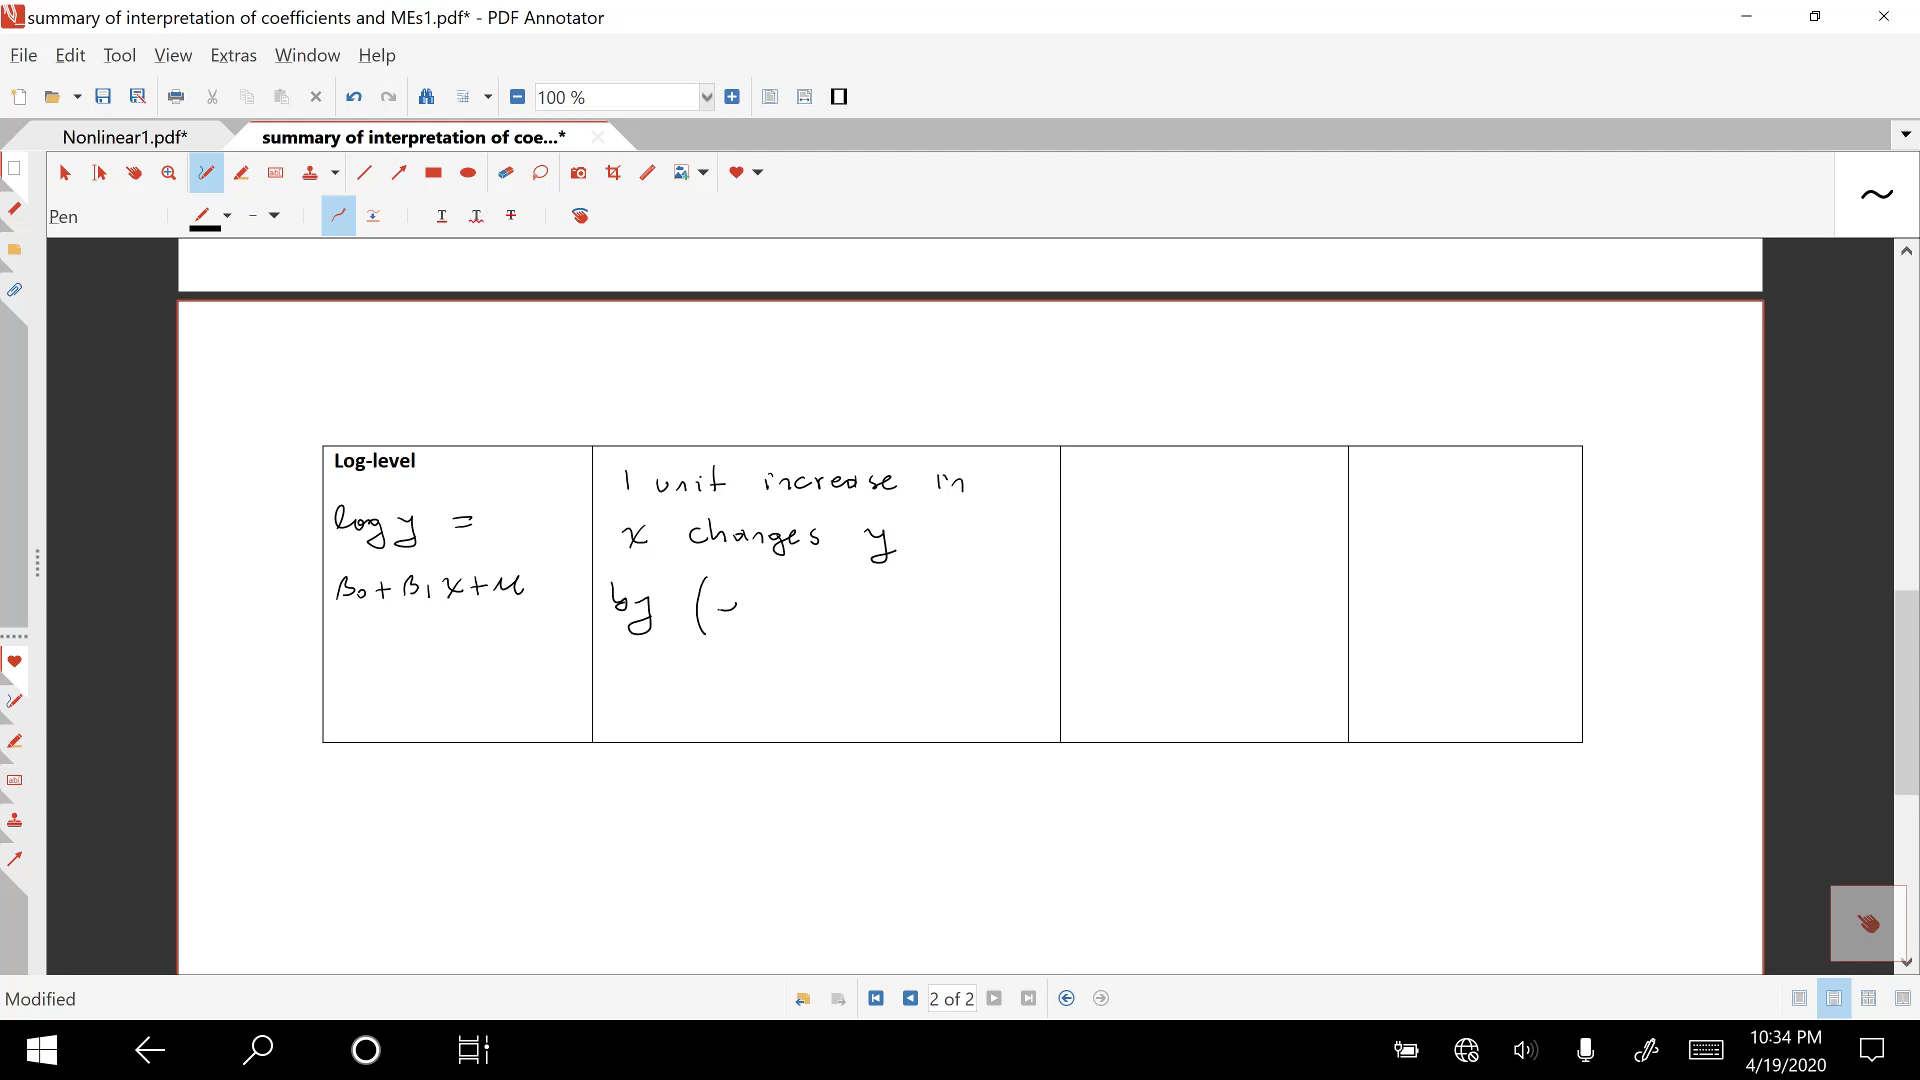 summary of interpretation of coefficients and MEs1.pdf* - PDF Annotator
File Edit Tool View Extras Window Help
100 %
Nonlinear1.pdf*
summary of interpretation of coe...*
Pen
Log-level
log y =
β₀ + β₁ x + u
1 unit increase in
x changes y
by (
Modified
2 of 2
10:34 PM
4/19/2020